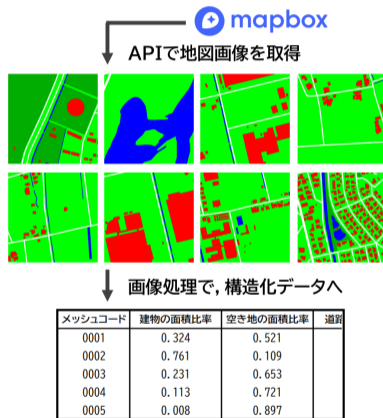 mapbox
APIで地図画像を取得
画像処理で，構造化データへ
メッシュコード 建物の面積比率 空き地の面積比率 道路
0001 0.324 0.521
0002 0.761 0.109
0003 0.231 0.653
0004 0.113 0.721
0005 0.008 0.897